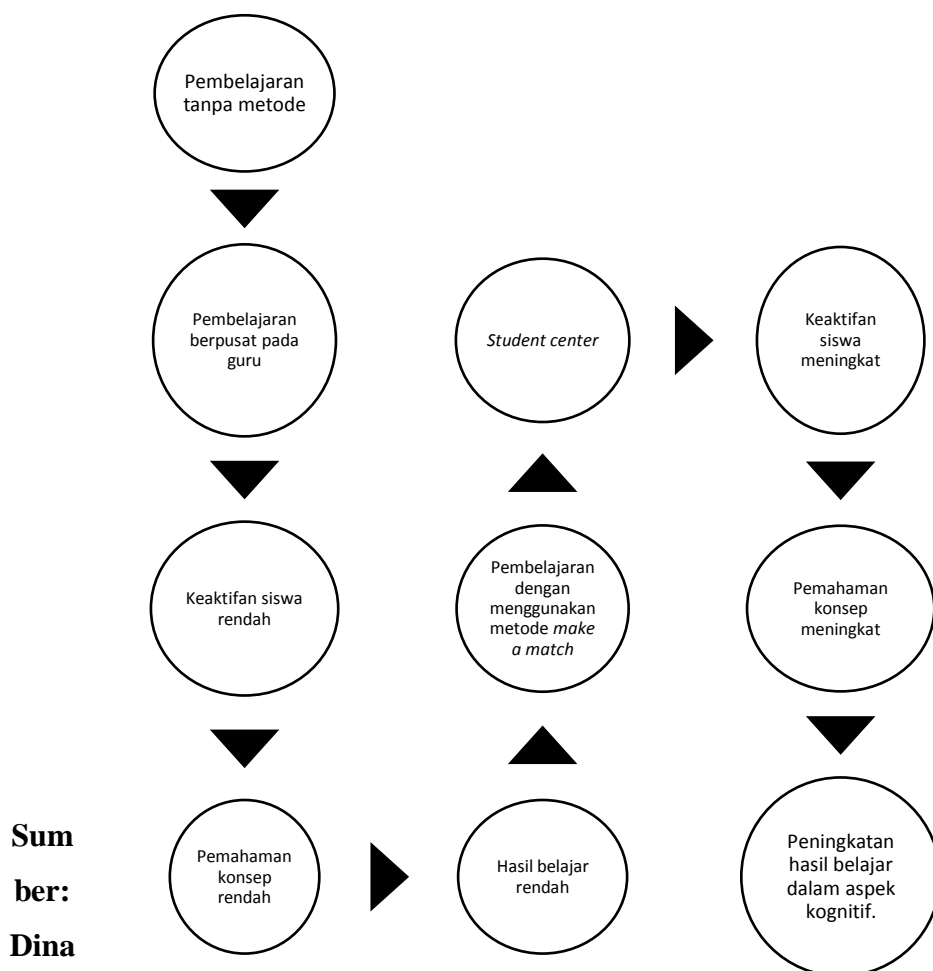 Pembelajaran
tanpa metode
Pembelajaran
berpusat pada
guru
Keaktifan siswa
rendah
Pemahaman
konsep
rendah
Hasil belajar
rendah
Pembelajaran
dengan
menggunakan
metode make
a match
Student center
Keaktifan
siswa
meningkat
Pemahaman
konsep
meningkat
Peningkatan
hasil belajar
dalam aspek
kognitif.
Sum
ber:
Dina